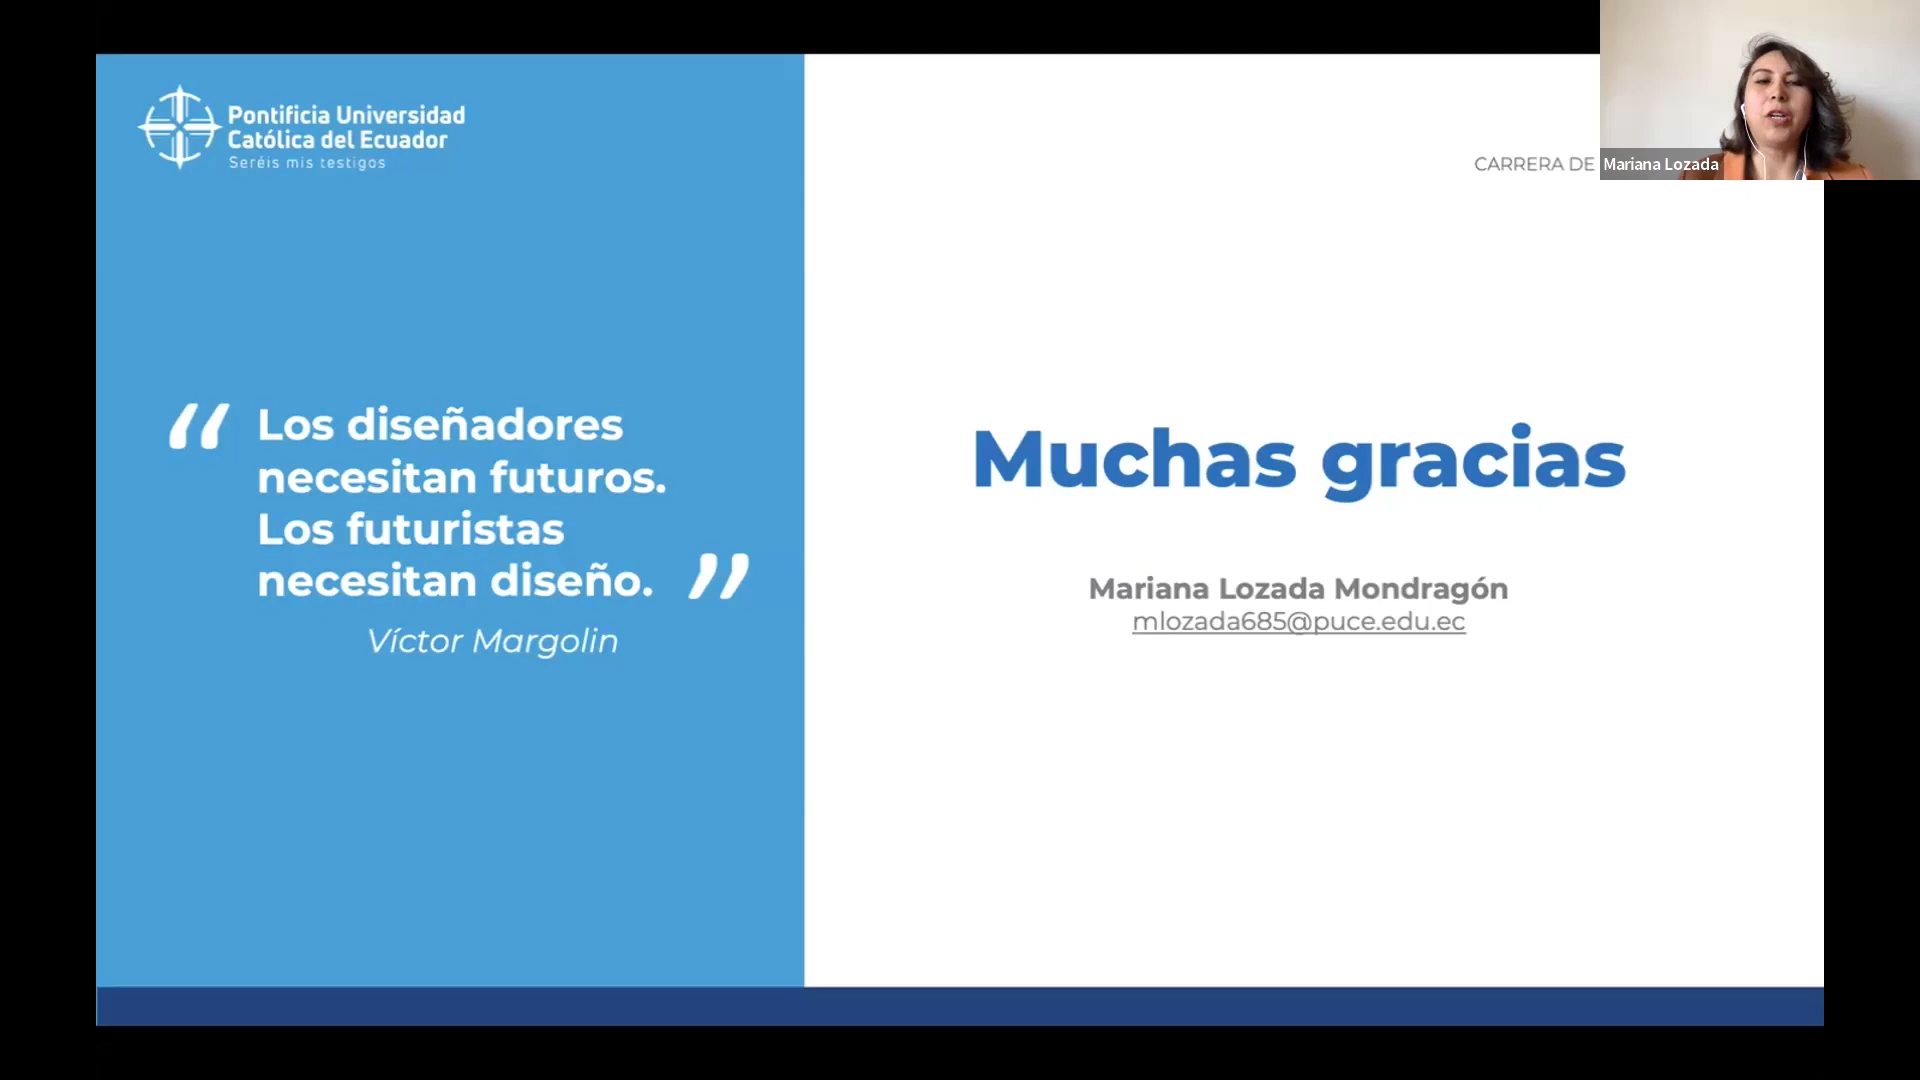 Pontificia Universidad
Católica del Ecuador
Seréis mis testigos
CARRERA DE
Mariana Lozada
“ Los diseñadores
necesitan futuros.
Los futuristas
necesitan diseño. ”
Víctor Margolin
Muchas gracias
Mariana Lozada Mondragón
mlozada685@puce.edu.ec